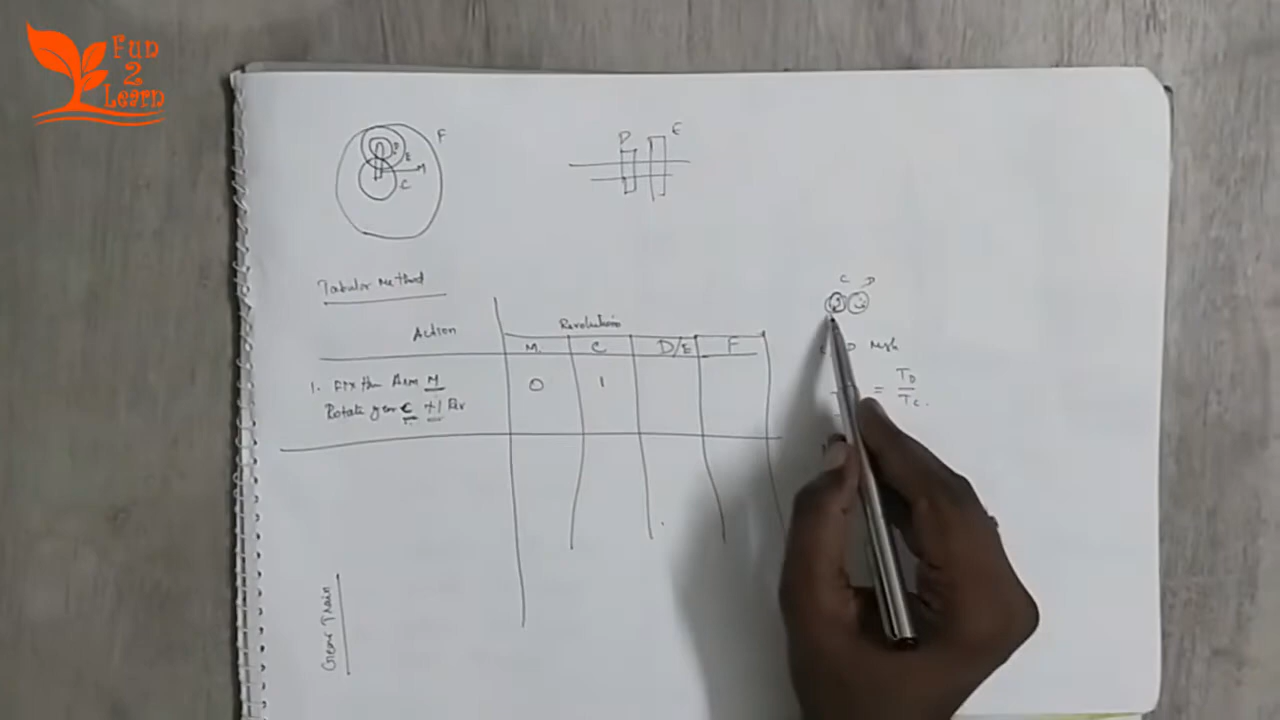 Fun
2
Learn
F
D
E
M
C
D E
Tabular Method
Action
Revolutions
M C D/E F
1. Fix the Arm M 0 1
Rotate gear C +1 Rev
C D
D Mesh
= TD/TC.
Gear Train